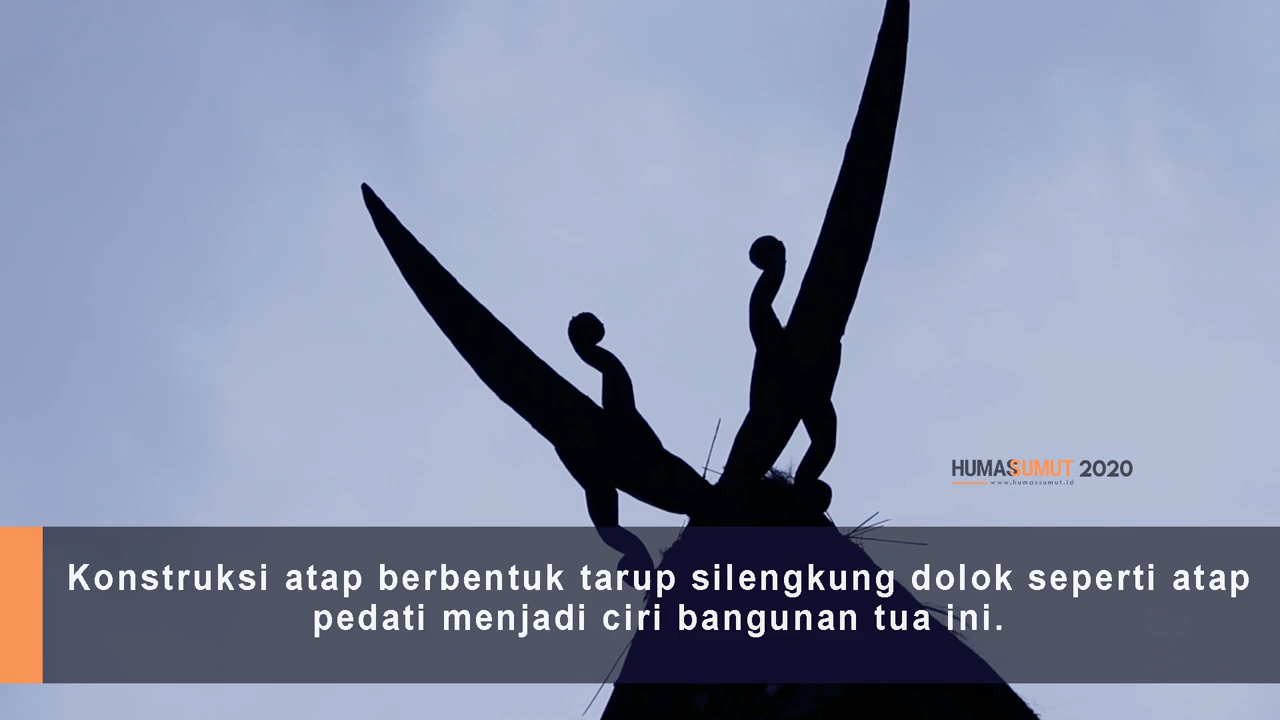 HUMASSUMUT 2020
www.humassumut.id
Konstruksi atap berbentuk tarup silengkung dolok seperti atap
pedati menjadi ciri bangunan tua ini.